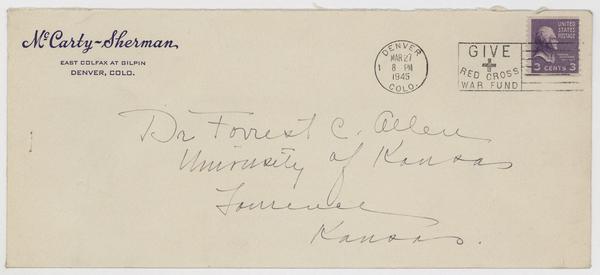 McCarty-Sherman
EAST COLFAX AT GILPIN
DENVER, COLO.
DENVER
MAR 27
1 8 - PM
1945
COLO.
GIVE
+
RED CROSS
WAR FUND
UNITED
STATES
POSTAGE
3 CENTS 3
Dr Forrest C. Allen
University of Kansas
Lawrence
Kansas.